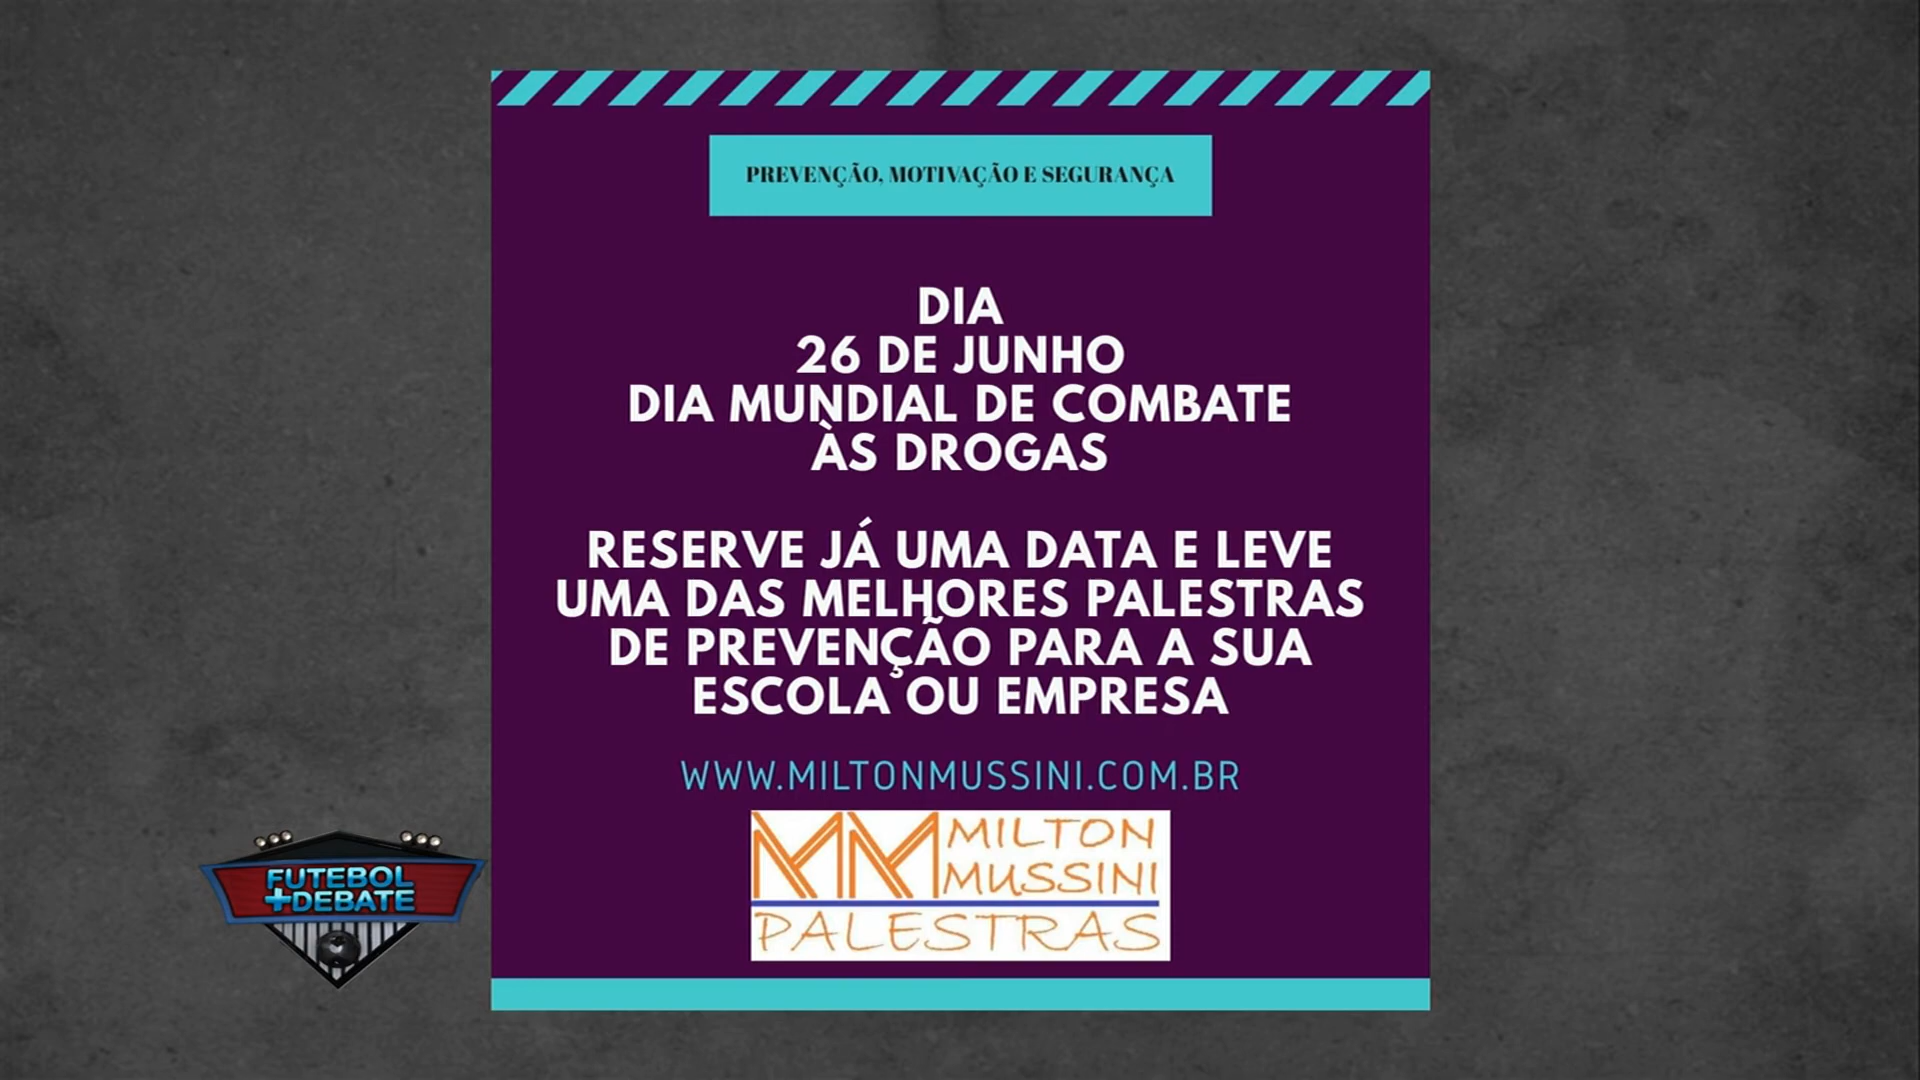 PREVENÇÃO, MOTIVAÇÃO E SEGURANÇA
DIA
26 DE JUNHO
DIA MUNDIAL DE COMBATE
ÀS DROGAS
RESERVE JÁ UMA DATA E LEVE
UMA DAS MELHORES PALESTRAS
DE PREVENÇÃO PARA A SUA
ESCOLA OU EMPRESA
WWW.MILTONMUSSINI.COM.BR
MM MILTON
MUSSINI
PALESTRAS
FUTEBOL
+DEBATE